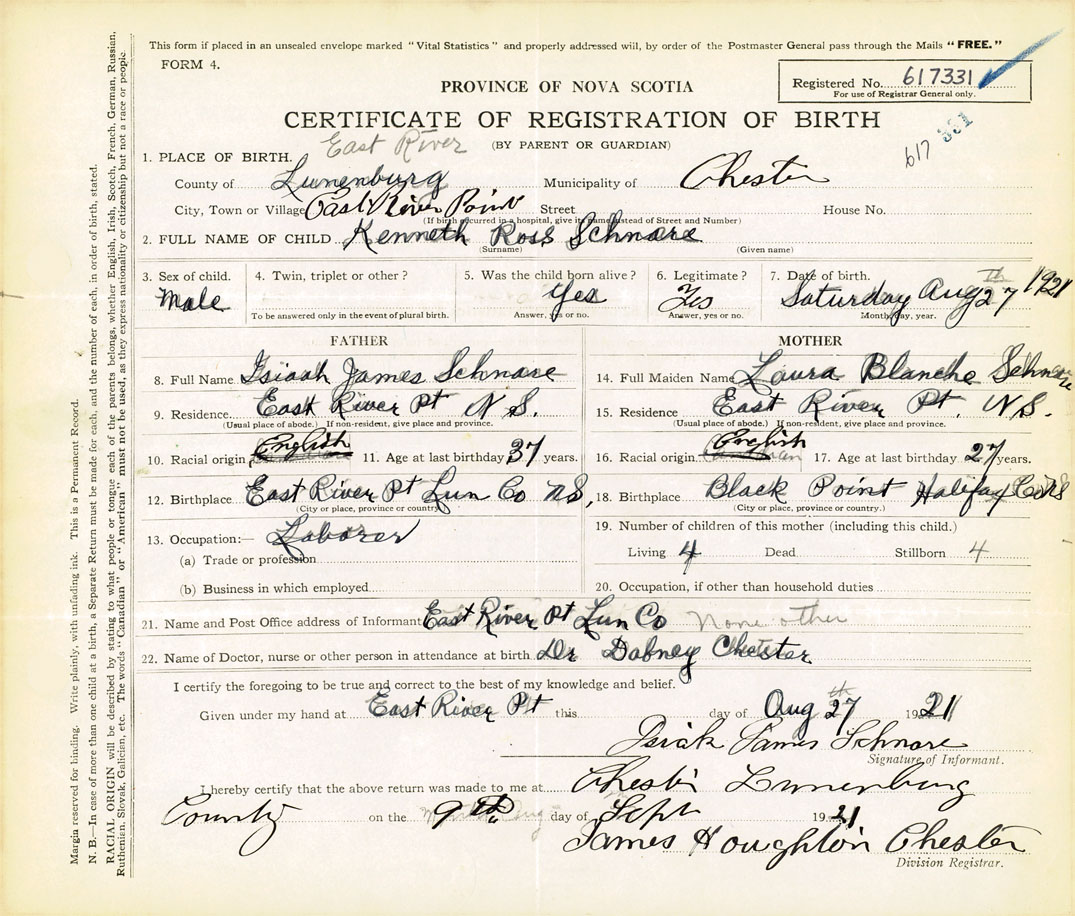 This form if placed in an unsealed envelope marked "Vital Statistics" and properly addressed will, by order of the Postmaster General pass through the Mails "FREE."
FORM 4.
Registered No. 617331
For use of Registrar General only.
PROVINCE OF NOVA SCOTIA
CERTIFICATE OF REGISTRATION OF BIRTH
617 331
East River
(BY PARENT OR GUARDIAN)
1. PLACE OF BIRTH.
County of Lunenburg Municipality of Chester
City, Town or Village East River Point Street House No.
(If birth occurred in a hospital, give its name instead of Street and Number)
2. FULL NAME OF CHILD Kenneth Ross Schnare
(Surname) (Given name)
3. Sex of child. 4. Twin, triplet or other? 5. Was the child born alive? 6. Legitimate? 7. Date of birth.
Male Yes Yes Saturday Aug 27th 1921
To be answered only in the event of plural birth. Answer, yes or no. Answer, yes or no. Month, day, year.
FATHER MOTHER
8. Full Name Isiaah James Schnare 14. Full Maiden Name Laura Blanche Schnare
9. Residence East River Pt N S. 15. Residence East River Pt. N S.
(Usual place of abode.) If non-resident, give place and province. (Usual place of abode.) If non-resident, give place and province.
10. Racial origin English 11. Age at last birthday 37 years. 16. Racial origin English 17. Age at last birthday 27 years.
12. Birthplace East River Pt Lun Co N S, 18. Birthplace Black Point Halifax Co NS
(City or place, province or country) (City or place, province or country.)
13. Occupation:— Laborer 19. Number of children of this mother (including this child.)
(a) Trade or profession Living 4 Dead Stillborn 4
(b) Business in which employed 20. Occupation, if other than household duties
21. Name and Post Office address of Informant East River Pt Lun Co None other
22. Name of Doctor, nurse or other person in attendance at birth Dr Dabney Chester
I certify the foregoing to be true and correct to the best of my knowledge and belief.
Given under my hand at East River Pt this day of Aug 27th 1921
Isiah James Schnare
Signature of Informant.
I hereby certify that the above return was made to me at Chester Lunenburg
County on the 9th day of Sept 1921
James Houghton Chester
Division Registrar.
Margin reserved for binding. Write plainly, with unfading ink. This is a Permanent Record.
N. B.—In case of more than one child at a birth, a Separate Return must be made for each, and the number of each, in order of birth, stated.
RACIAL ORIGIN will be described by stating to what people or tongue each of the parents belongs, whether English, Irish, Scotch, French, German, Russian,
Ruthenian, Slovak, Galician, etc. The words "Canadian" or "American" must not be used, as they express nationality or citizenship but not a race or people.